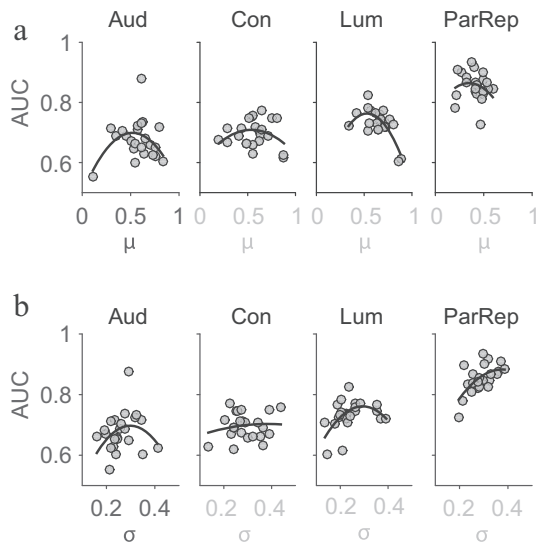 a
Aud Con Lum ParRep
1
0.8
0.6
AUC
0 0.5 1 0 0.5 1 0 0.5 1 0 0.5 1
μ μ μ μ
b
Aud Con Lum ParRep
1
0.8
0.6
AUC
0.2 0.4 0.2 0.4 0.2 0.4 0.2 0.4
σ σ σ σ